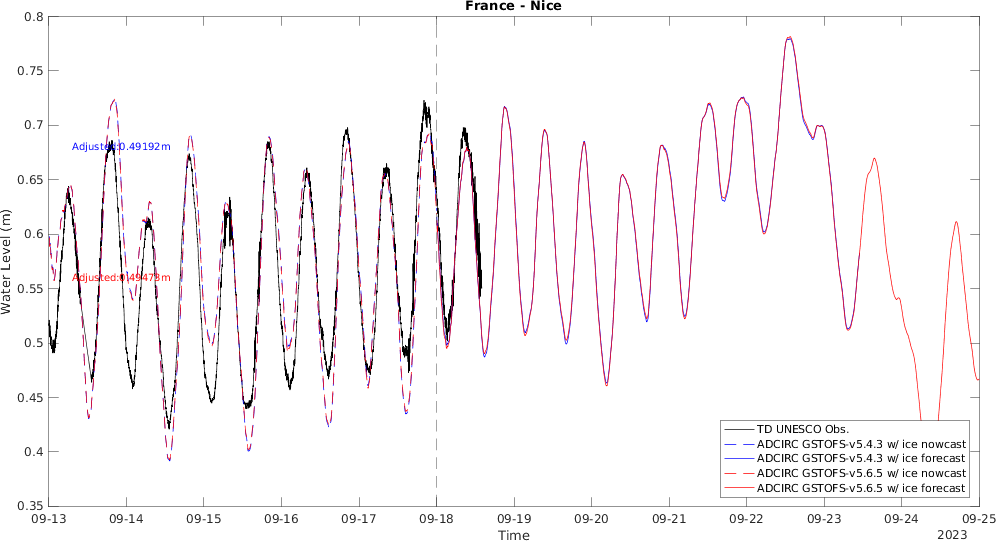 France - Nice
0.8
0.75
0.7
0.65
0.6
0.55
0.5
0.45
0.4
0.35
Water Level (m)
Adjusted:0.49192m
Adjusted:0.49473m
TD UNESCO Obs.
ADCIRC GSTOFS-v5.4.3 w/ ice nowcast
ADCIRC GSTOFS-v5.4.3 w/ ice forecast
ADCIRC GSTOFS-v5.6.5 w/ ice nowcast
ADCIRC GSTOFS-v5.6.5 w/ ice forecast
09-13 09-14 09-15 09-16 09-17 09-18 09-19 09-20 09-21 09-22 09-23 09-24 09-25
Time
2023